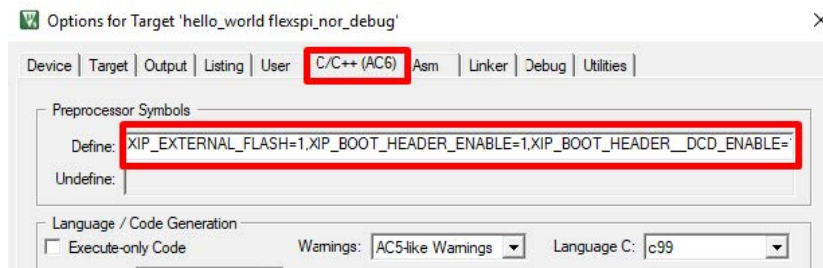 Options for Target 'hello_world flexspi_nor_debug'
Device | Target | Output | Listing | User C/C++ (AC6) Asm | Linker | Debug | Utilities |
Preprocessor Symbols
Define: XIP_EXTERNAL_FLASH=1,XIP_BOOT_HEADER_ENABLE=1,XIP_BOOT_HEADER__DCD_ENABLE=
Undefine:
Language / Code Generation
Execute-only Code Warnings: AC5-like Warnings Language C: c99